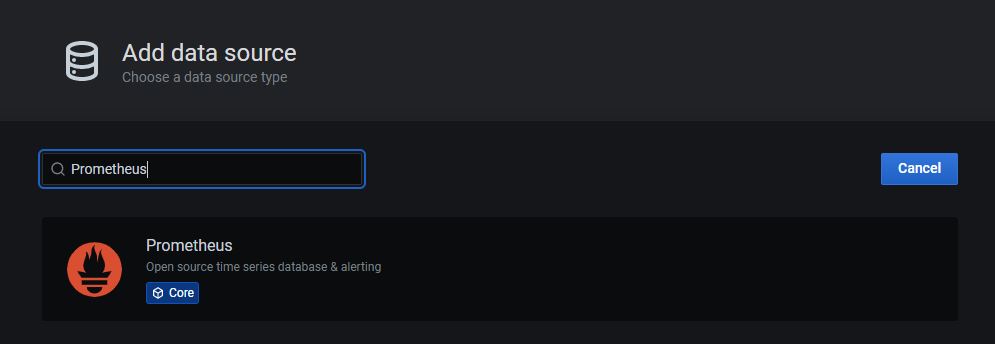 Add data source
Choose a data source type
Prometheus
Cancel
Prometheus
Open source time series database & alerting
Core